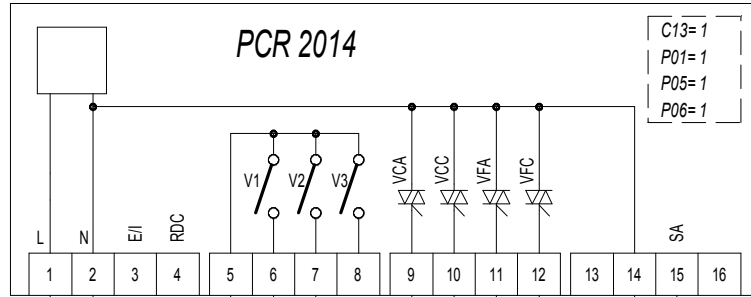 PCR 2014
C13= 1
P01= 1
P05= 1
P06= 1
V1 V2 V3 VCA VCC VFA VFC
L N E/I RDC SA
1 2 3 4 5 6 7 8 9 10 11 12 13 14 15 16